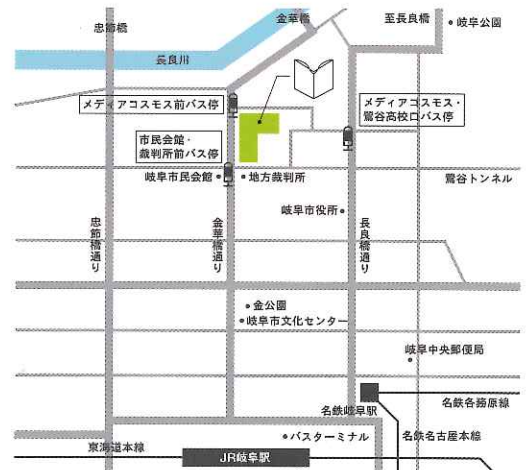 忠節橋
金華橋
至長良橋
岐阜公園
長良川
メディアコスモス前バス停
メディアコスモス・
鶯谷高校口バス停
市民会館・
裁判所前バス停
岐阜市民会館
地方裁判所
鶯谷トンネル
岐阜市役所
忠節橋通り
金華橋通り
長良橋通り
金公園
岐阜市文化センター
岐阜中央郵便局
名鉄岐阜駅
名鉄各務原線
バスターミナル
名鉄名古屋本線
東海道本線
JR岐阜駅